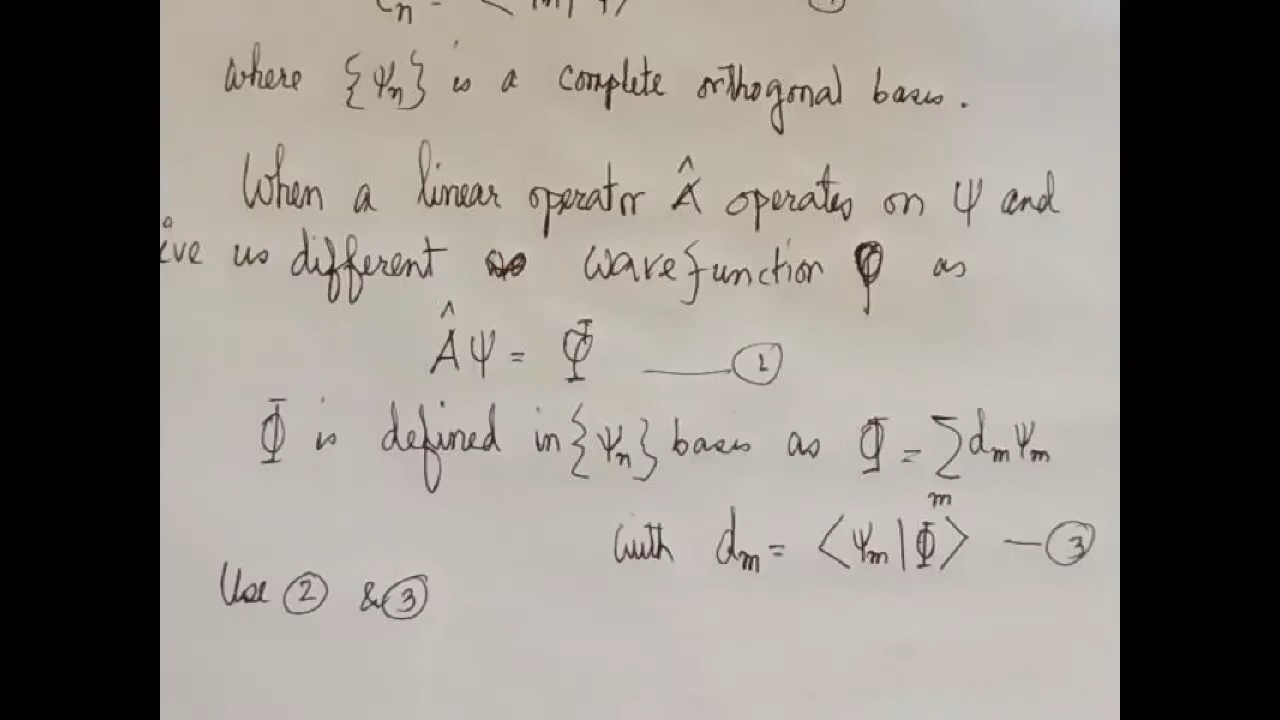 where {Ψn} is a complete orthogonal basis.
When a linear operator Â operates on Ψ and
ive us different wavefunction Φ as
ÂΨ = Φ —— ②
Φ is defined in {Ψn} basis as Φ = ∑m dmΨm
with dm = ⟨Ψm|Φ⟩ — ③
Use ② & ③